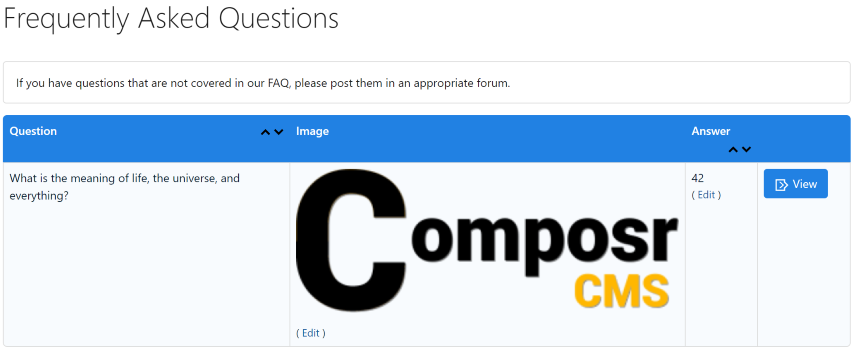 Frequently Asked Questions
If you have questions that are not covered in our FAQ, please post them in an appropriate forum.
Question Image Answer
What is the meaning of life, the universe, and
everything?
Composr
CMS
( Edit )
42
( Edit )
View